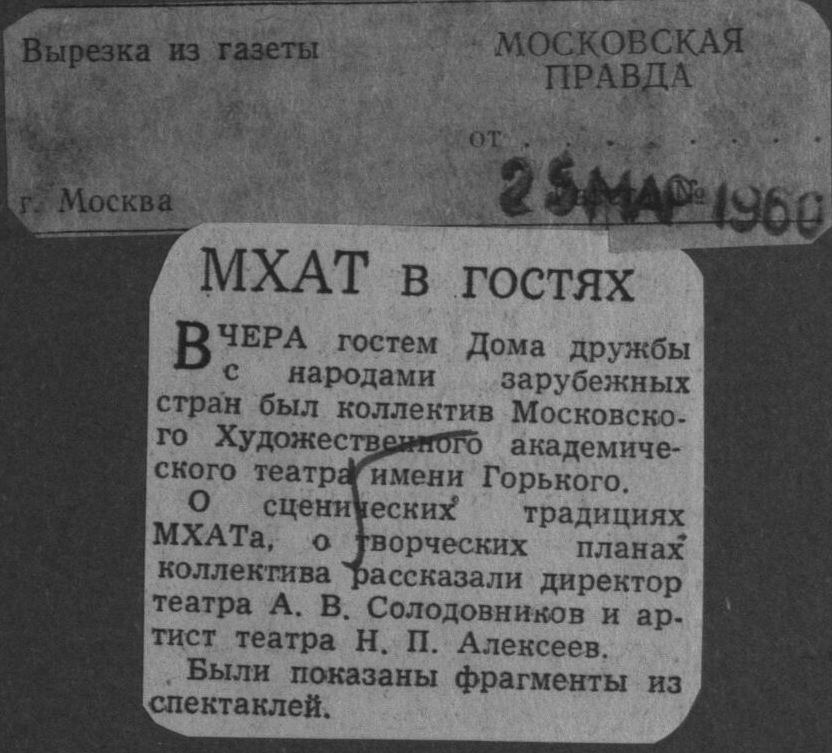 Вырезка из газеты
МОСКОВСКАЯ
ПРАВДА
от . . . . . . . .
25 МАР 1960
г. Москва
МХАТ в гостях
ВЧЕРА гостем Дома дружбы
с народами зарубежных
стран был коллектив Московско-
го Художественного академиче-
ского театра имени Горького.
О сценических традициях
МХАТа, о творческих планах
коллектива рассказали директор
театра А. В. Солодовников и ар-
тист театра Н. П. Алексеев.
Были показаны фрагменты из
спектаклей.